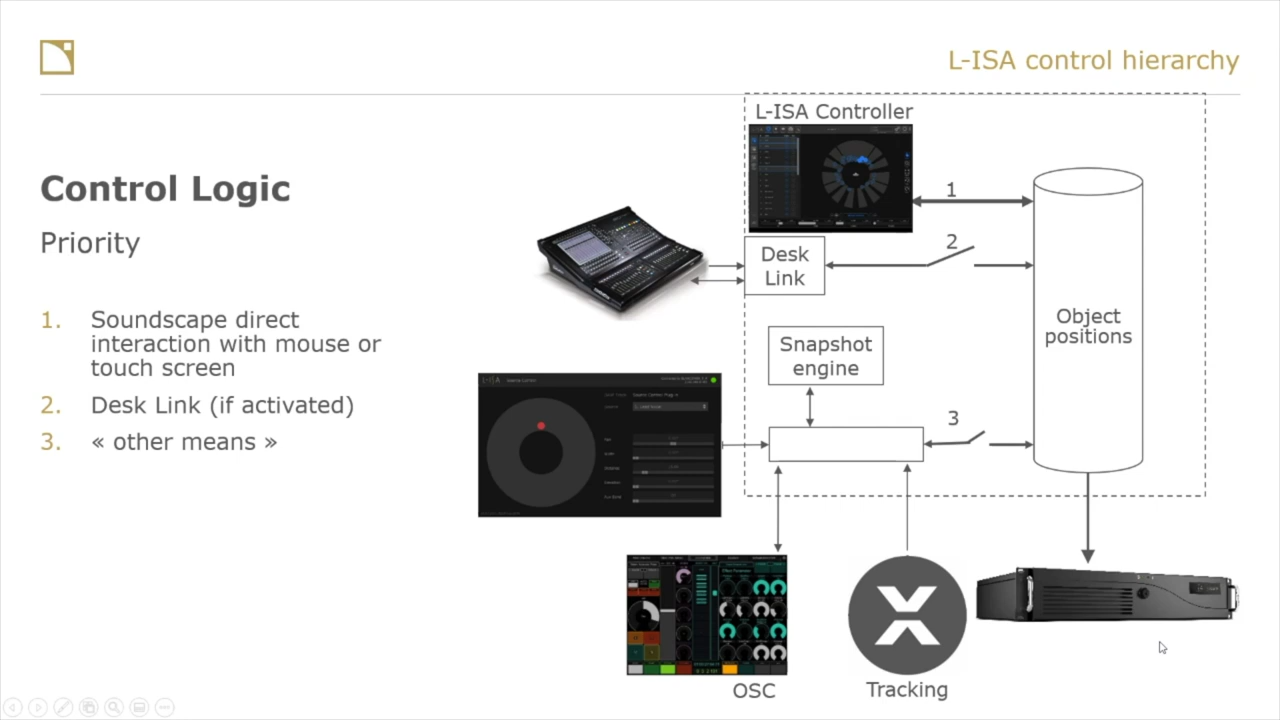 L-ISA control hierarchy
Control Logic
Priority
1. Soundscape direct
interaction with mouse or
touch screen
2. Desk Link (if activated)
3. « other means »
L-ISA Controller
1
2
Desk
Link
Snapshot
engine
3
Object
positions
OSC
Tracking